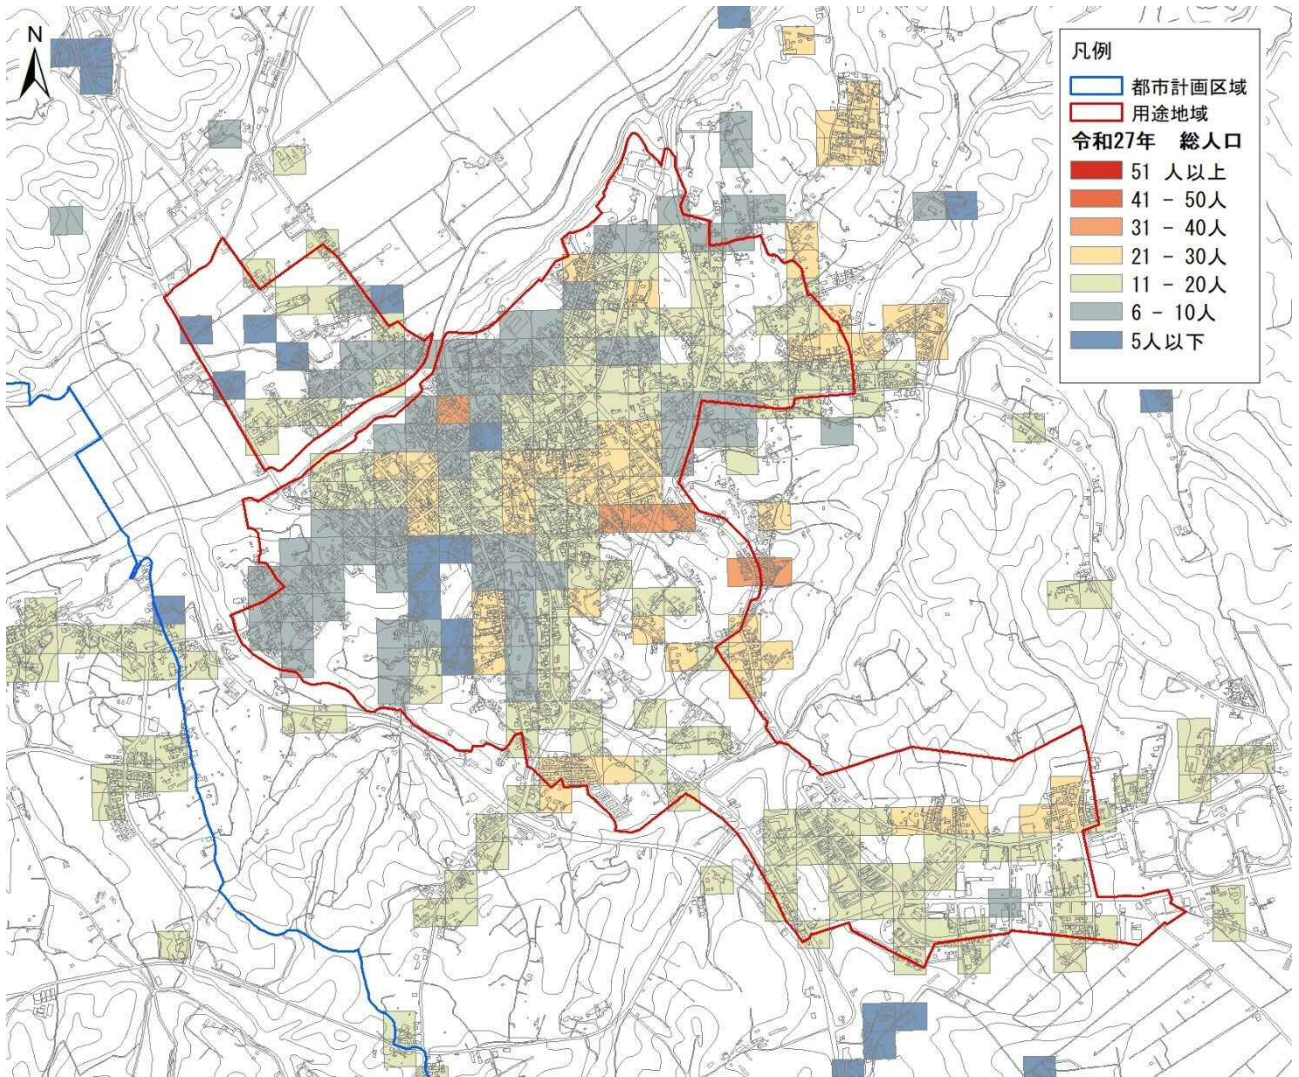 N
凡例
都市計画区域
用途地域
令和27年 総人口
51 人以上
41 - 50人
31 - 40人
21 - 30人
11 - 20人
6 - 10人
5人以下